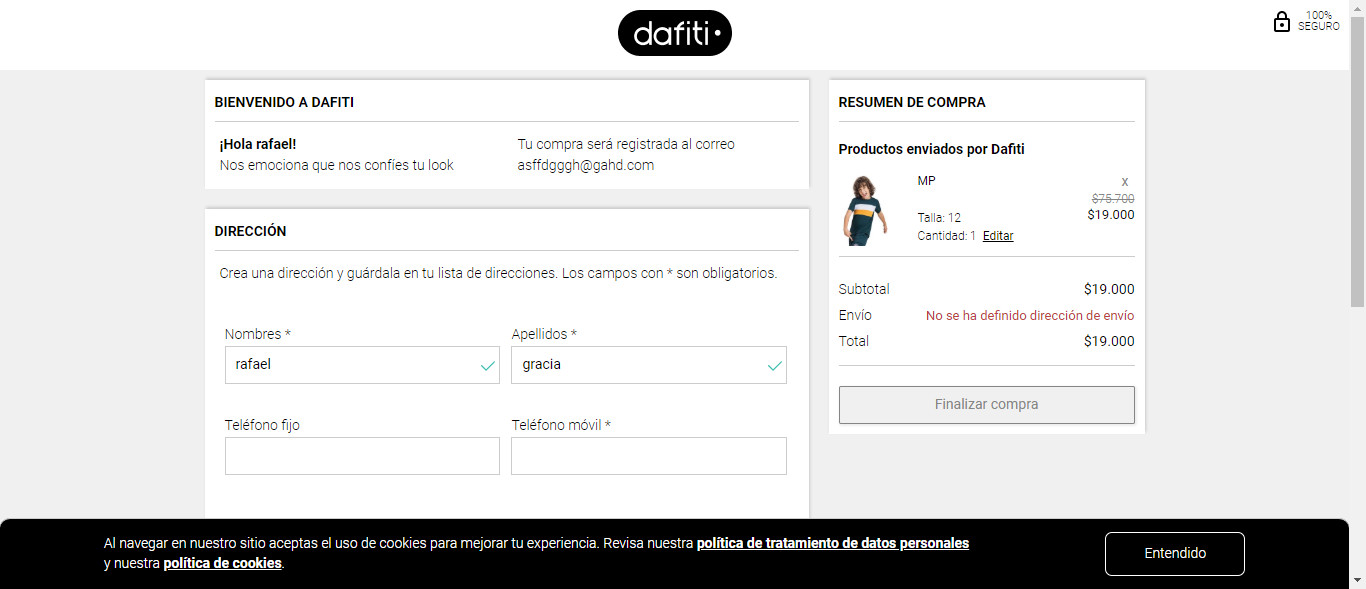 dafiti
100%
SEGURO
BIENVENIDO A DAFITI
¡Hola rafael!
Nos emociona que nos confíes tu look
Tu compra será registrada al correo
asffdgggh@gahd.com
DIRECCIÓN
Crea una dirección y guárdala en tu lista de direcciones. Los campos con * son obligatorios.
Nombres *
Apellidos *
rafael
gracia
Teléfono fijo
Teléfono móvil *
RESUMEN DE COMPRA
Productos enviados por Dafiti
MP
X
$75.700
$19.000
Talla: 12
Cantidad: 1 Editar
Subtotal $19.000
Envío No se ha definido dirección de envío
Total $19.000
Finalizar compra
Al navegar en nuestro sitio aceptas el uso de cookies para mejorar tu experiencia. Revisa nuestra política de tratamiento de datos personales
y nuestra política de cookies.
Entendido